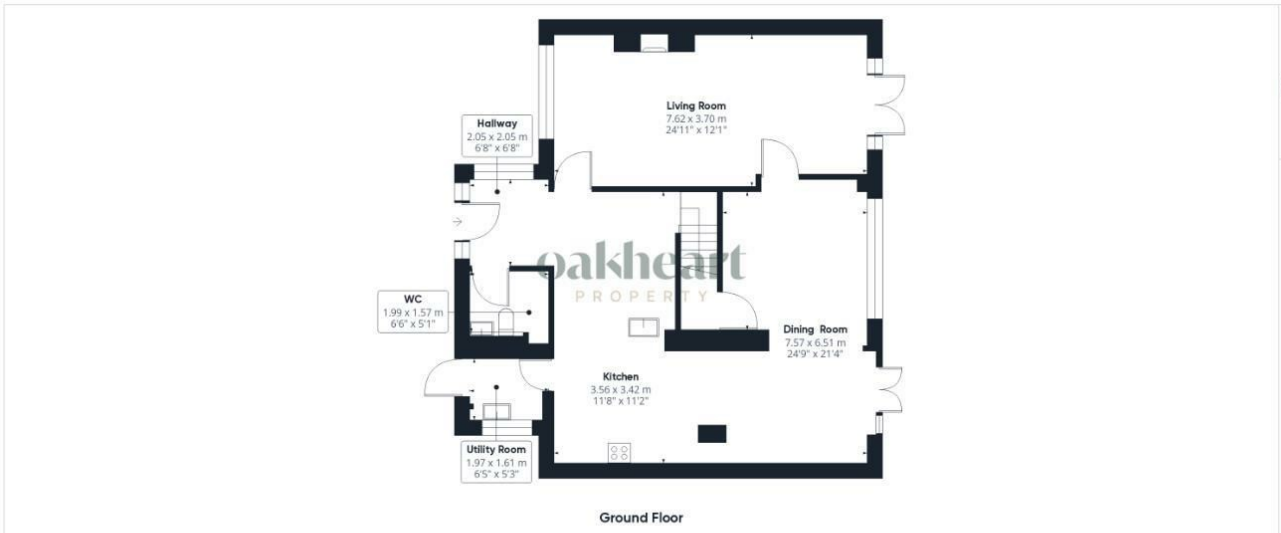 Living Room
7.62 x 3.70 m
24'11" x 12'1"
Hallway
2.05 x 2.05 m
6'8" x 6'8"
oakheart
PROPERTY
WC
1.99 x 1.57 m
6'6" x 5'1"
Dining Room
7.57 x 6.51 m
24'9" x 21'4"
Kitchen
3.56 x 3.42 m
11'8" x 11'2"
Utility Room
1.97 x 1.61 m
6'5" x 5'3"
Ground Floor